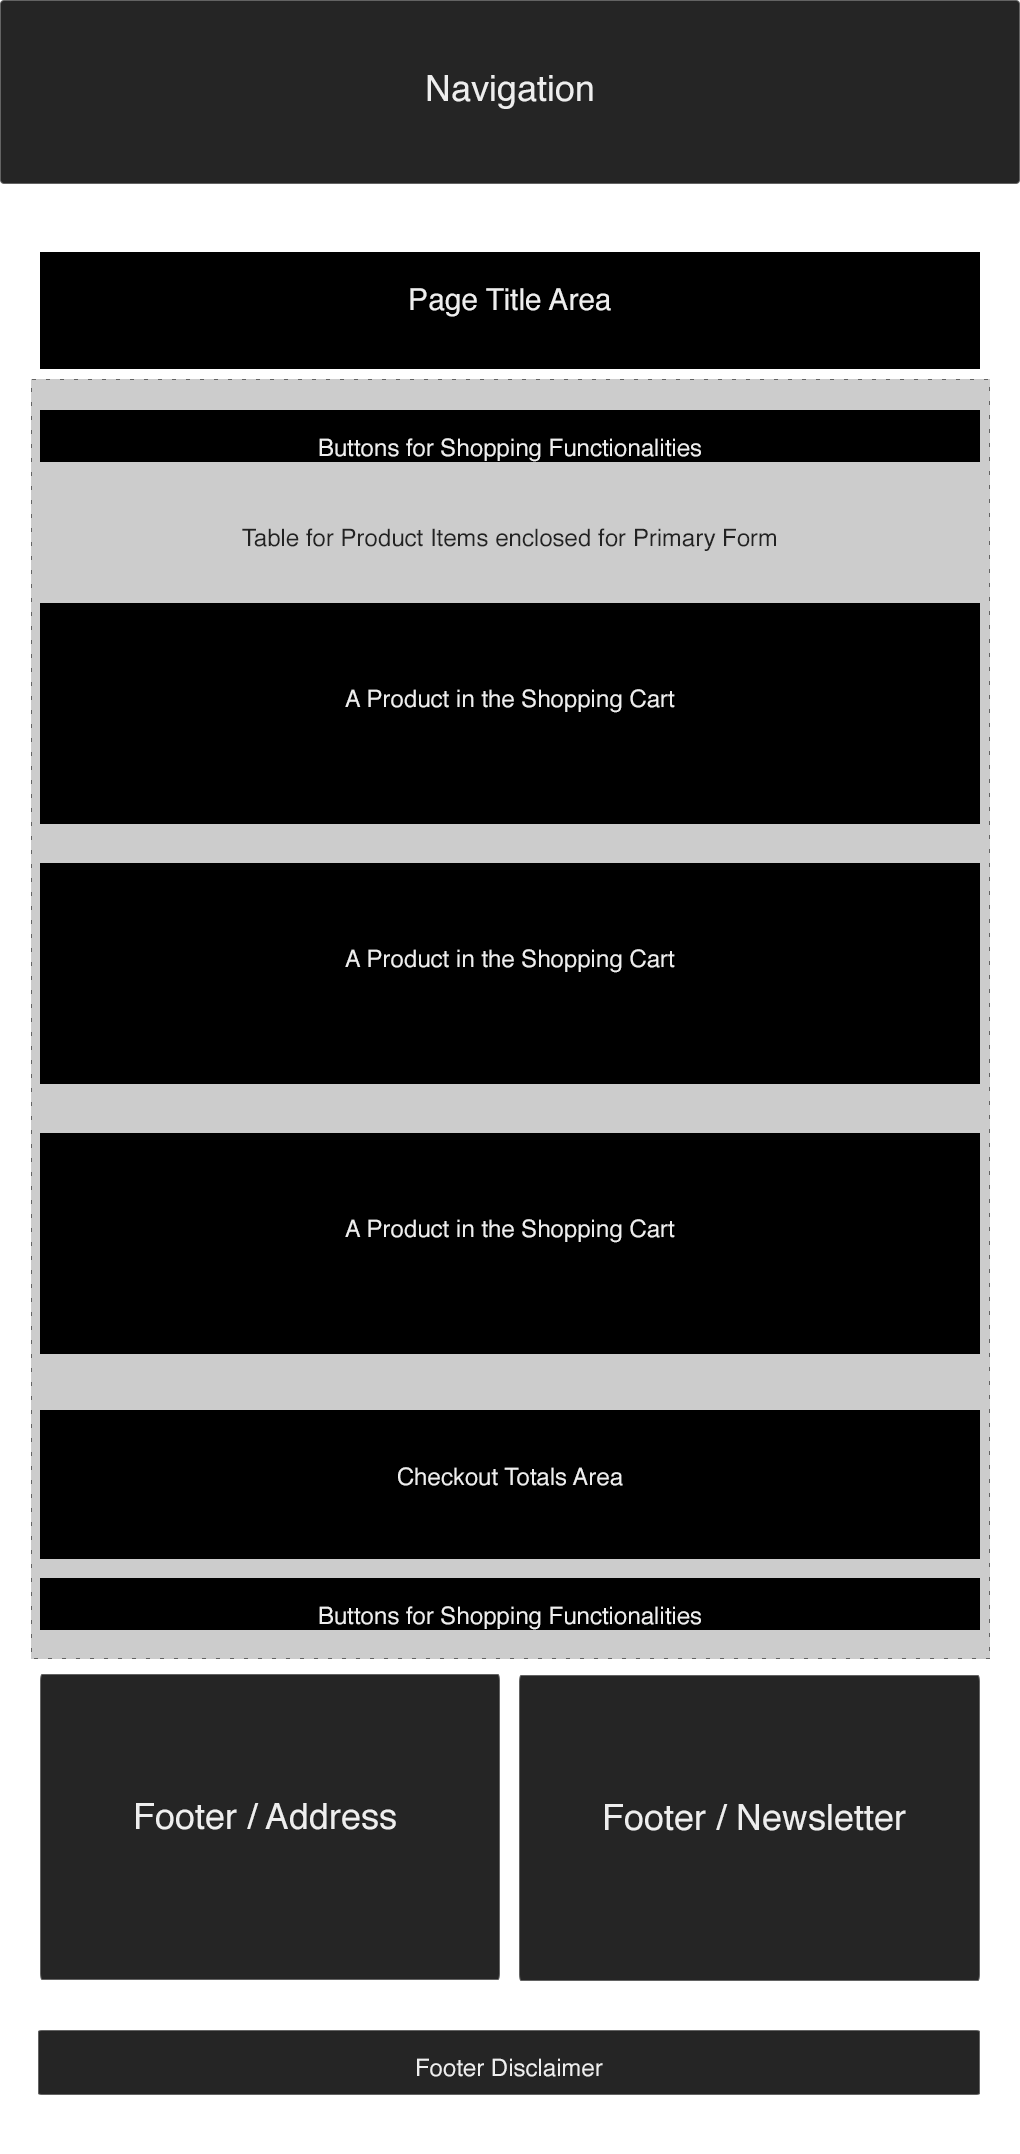 Navigation
Page Title Area
Buttons for Shopping Functionalities
Table for Product Items enclosed for Primary Form
A Product in the Shopping Cart
A Product in the Shopping Cart
A Product in the Shopping Cart
Checkout Totals Area
Buttons for Shopping Functionalities
Footer / Address
Footer / Newsletter
Footer Disclaimer